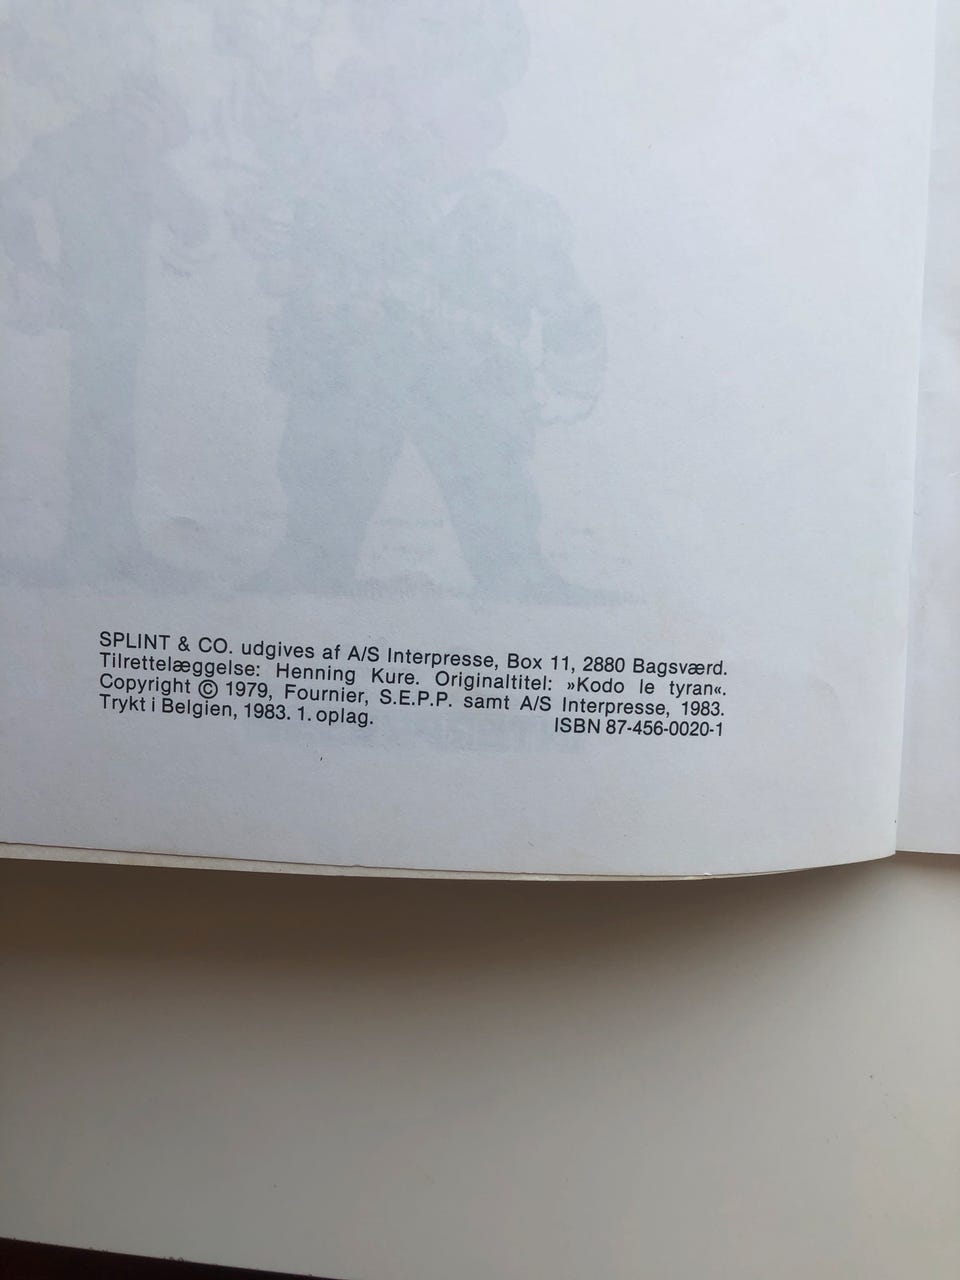 SPLINT & CO. udgives af A/S Interpresse, Box 11, 2880 Bagsværd.
Tilrettelæggelse: Henning Kure. Originaltitel: »Kodo le tyran«.
Copyright © 1979, Fournier, S.E.P.P. samt A/S Interpresse, 1983.
Trykt i Belgien, 1983. 1. oplag. ISBN 87-456-0020-1